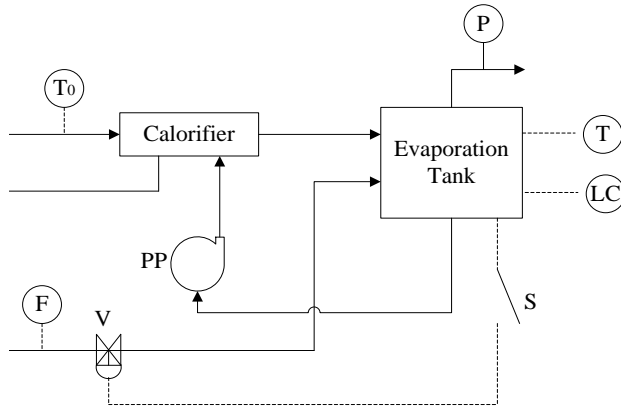 P
T0
Calorifier
Evaporation
Tank
T
LC
PP
F
V
S